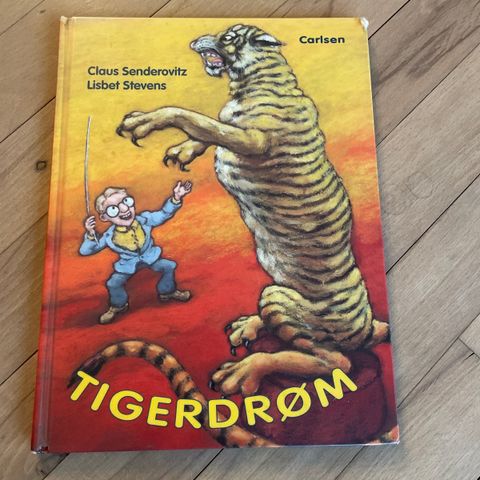 Carlsen
Claus Senderovitz
Lisbet Stevens
TIGERDRØM